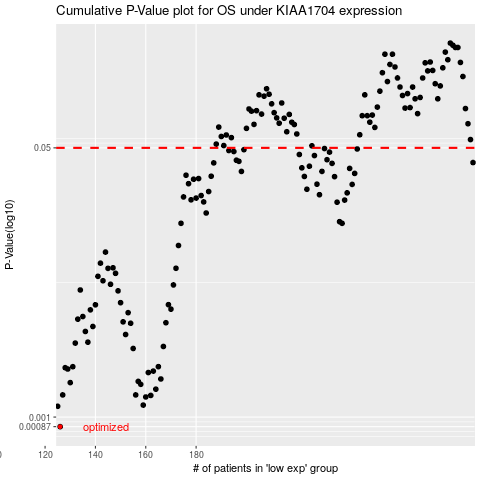 Cumulative P-Value plot for OS under KIAA1704 expression
P-Value(log10)
0.05
0.001
0.00087
optimized
0 120 140 160 180
# of patients in 'low exp' group